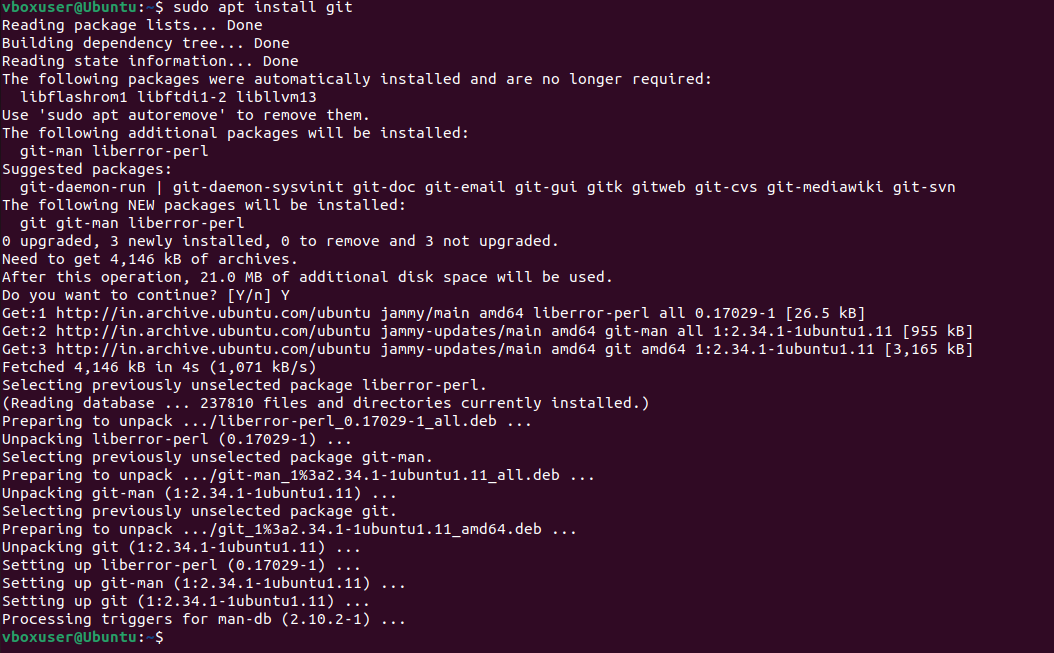 vboxuser@Ubuntu:~$ sudo apt install git
Reading package lists... Done
Building dependency tree... Done
Reading state information... Done
The following packages were automatically installed and are no longer required:
  libflashrom1 libftdi1-2 libllvm13
Use 'sudo apt autoremove' to remove them.
The following additional packages will be installed:
  git-man liberror-perl
Suggested packages:
  git-daemon-run | git-daemon-sysvinit git-doc git-email git-gui gitk gitweb git-cvs git-mediawiki git-svn
The following NEW packages will be installed:
  git git-man liberror-perl
0 upgraded, 3 newly installed, 0 to remove and 3 not upgraded.
Need to get 4,146 kB of archives.
After this operation, 21.0 MB of additional disk space will be used.
Do you want to continue? [Y/n] Y
Get:1 http://in.archive.ubuntu.com/ubuntu jammy/main amd64 liberror-perl all 0.17029-1 [26.5 kB]
Get:2 http://in.archive.ubuntu.com/ubuntu jammy-updates/main amd64 git-man all 1:2.34.1-1ubuntu1.11 [955 kB]
Get:3 http://in.archive.ubuntu.com/ubuntu jammy-updates/main amd64 git amd64 1:2.34.1-1ubuntu1.11 [3,165 kB]
Fetched 4,146 kB in 4s (1,071 kB/s)
Selecting previously unselected package liberror-perl.
(Reading database ... 237810 files and directories currently installed.)
Preparing to unpack .../liberror-perl_0.17029-1_all.deb ...
Unpacking liberror-perl (0.17029-1) ...
Selecting previously unselected package git-man.
Preparing to unpack .../git-man_1%3a2.34.1-1ubuntu1.11_all.deb ...
Unpacking git-man (1:2.34.1-1ubuntu1.11) ...
Selecting previously unselected package git.
Preparing to unpack .../git_1%3a2.34.1-1ubuntu1.11_amd64.deb ...
Unpacking git (1:2.34.1-1ubuntu1.11) ...
Setting up liberror-perl (0.17029-1) ...
Setting up git-man (1:2.34.1-1ubuntu1.11) ...
Setting up git (1:2.34.1-1ubuntu1.11) ...
Processing triggers for man-db (2.10.2-1) ...
vboxuser@Ubuntu:~$